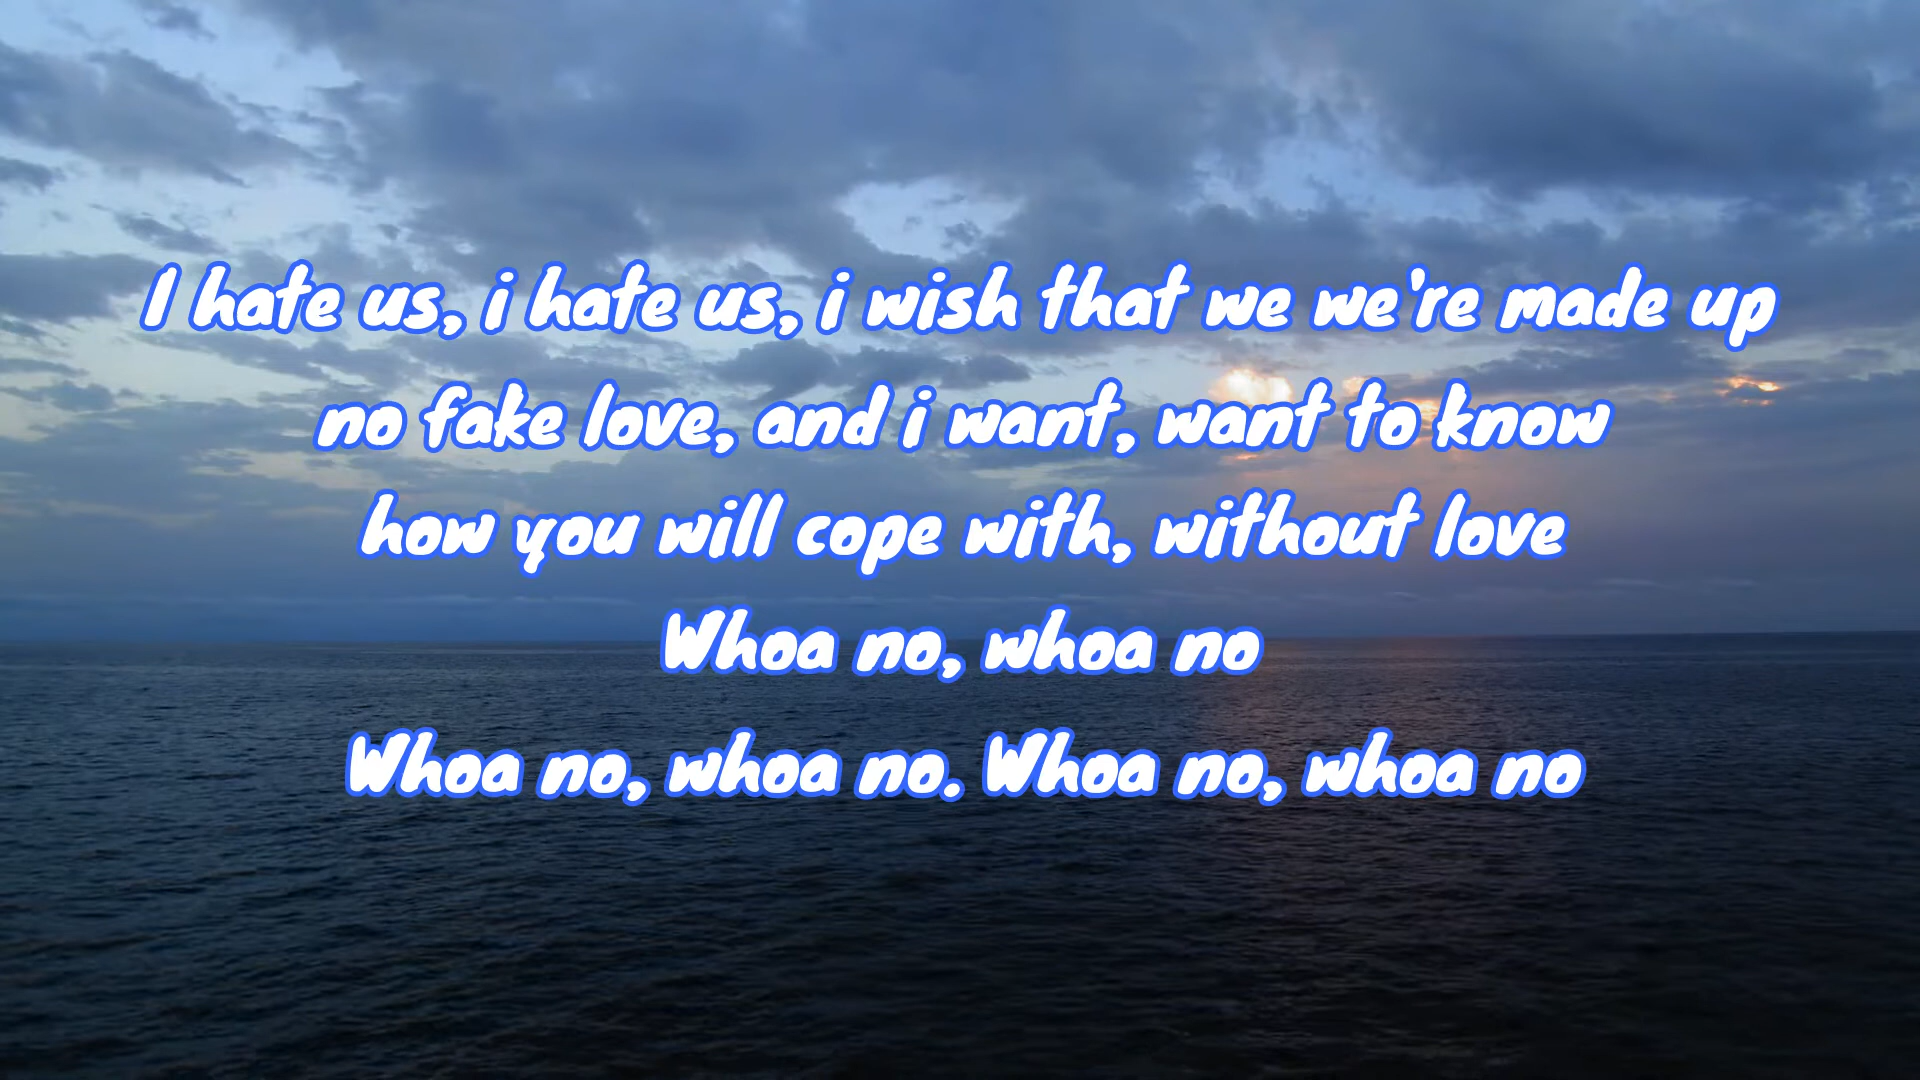 I hate us, i hate us, i wish that we we're made up
no fake love, and i want, want to know
how you will cope with, without love
Whoa no, whoa no
Whoa no, whoa no. Whoa no, whoa no